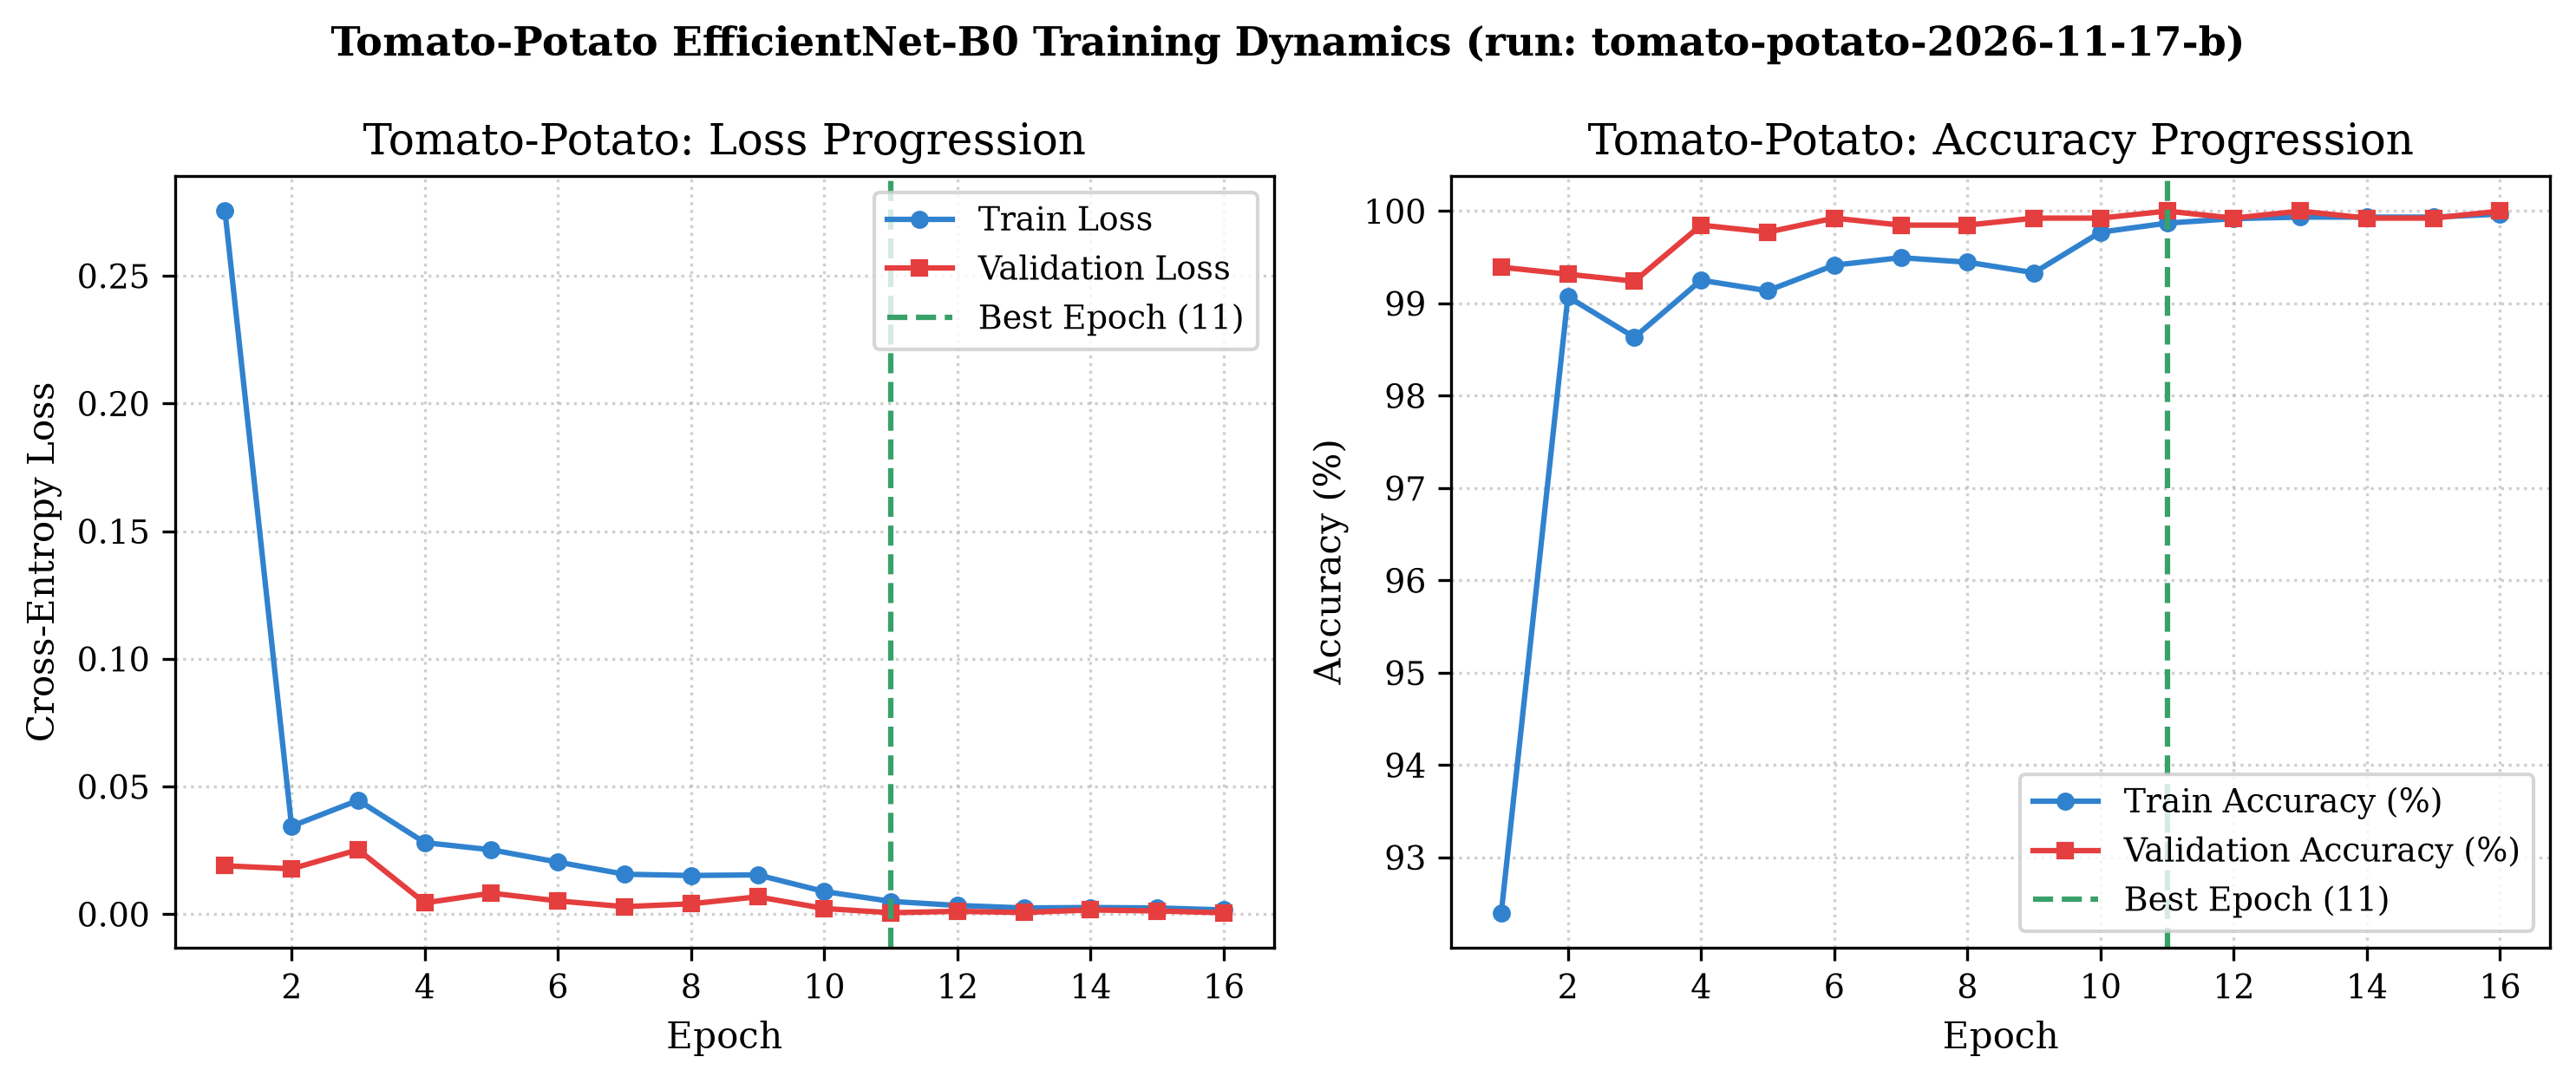 Tomato-Potato EfficientNet-B0 Training Dynamics (run: tomato-potato-2026-11-17-b)
Tomato-Potato: Loss Progression
Cross-Entropy Loss
0.25
0.20
0.15
0.10
0.05
0.00
Train Loss
Validation Loss
Best Epoch (11)
2 4 6 8 10 12 14 16
Epoch
Tomato-Potato: Accuracy Progression
Accuracy (%)
100
99
98
97
96
95
94
93
Train Accuracy (%)
Validation Accuracy (%)
Best Epoch (11)
2 4 6 8 10 12 14 16
Epoch